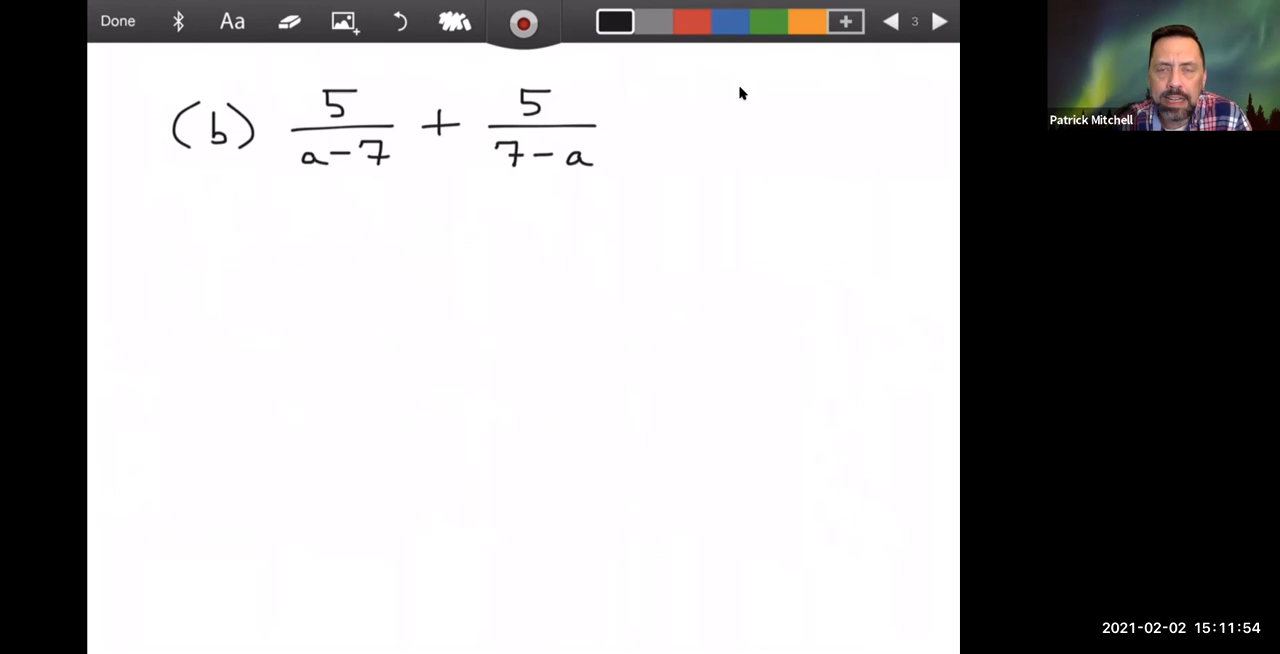 Done Aa 3
(b) 5/(a-7) + 5/(7-a)
Patrick Mitchell
2021-02-02 15:11:54